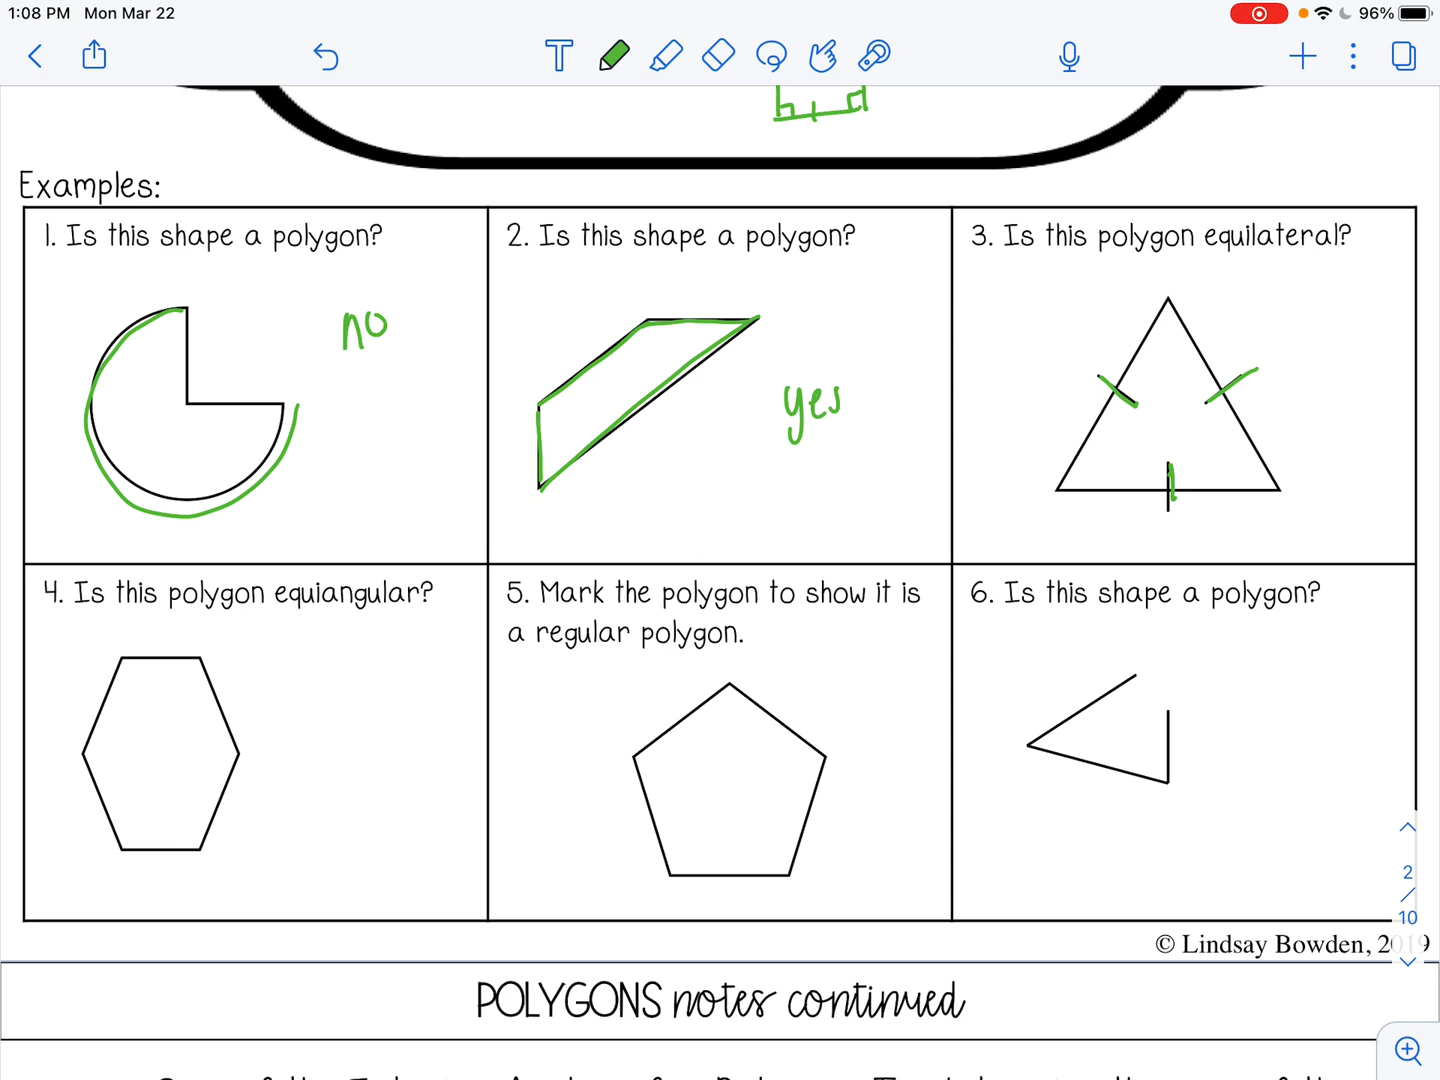 1:08 PM Mon Mar 22
96%
T
Examples:
1. Is this shape a polygon?
no
2. Is this shape a polygon?
yes
3. Is this polygon equilateral?
4. Is this polygon equiangular?
5. Mark the polygon to show it is
a regular polygon.
6. Is this shape a polygon?
2
/
10
© Lindsay Bowden, 2019
POLYGONS notes continued